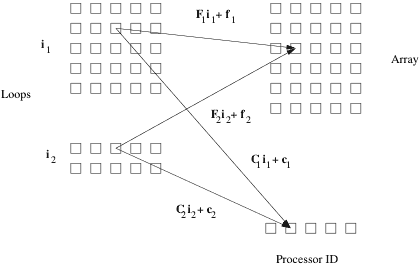 F₁i₁+ f₁
i₁
Array
Loops
F₂i₂+ f₂
i₂
C₁i₁+ c₁
C₂i₂+ c₂
Processor ID